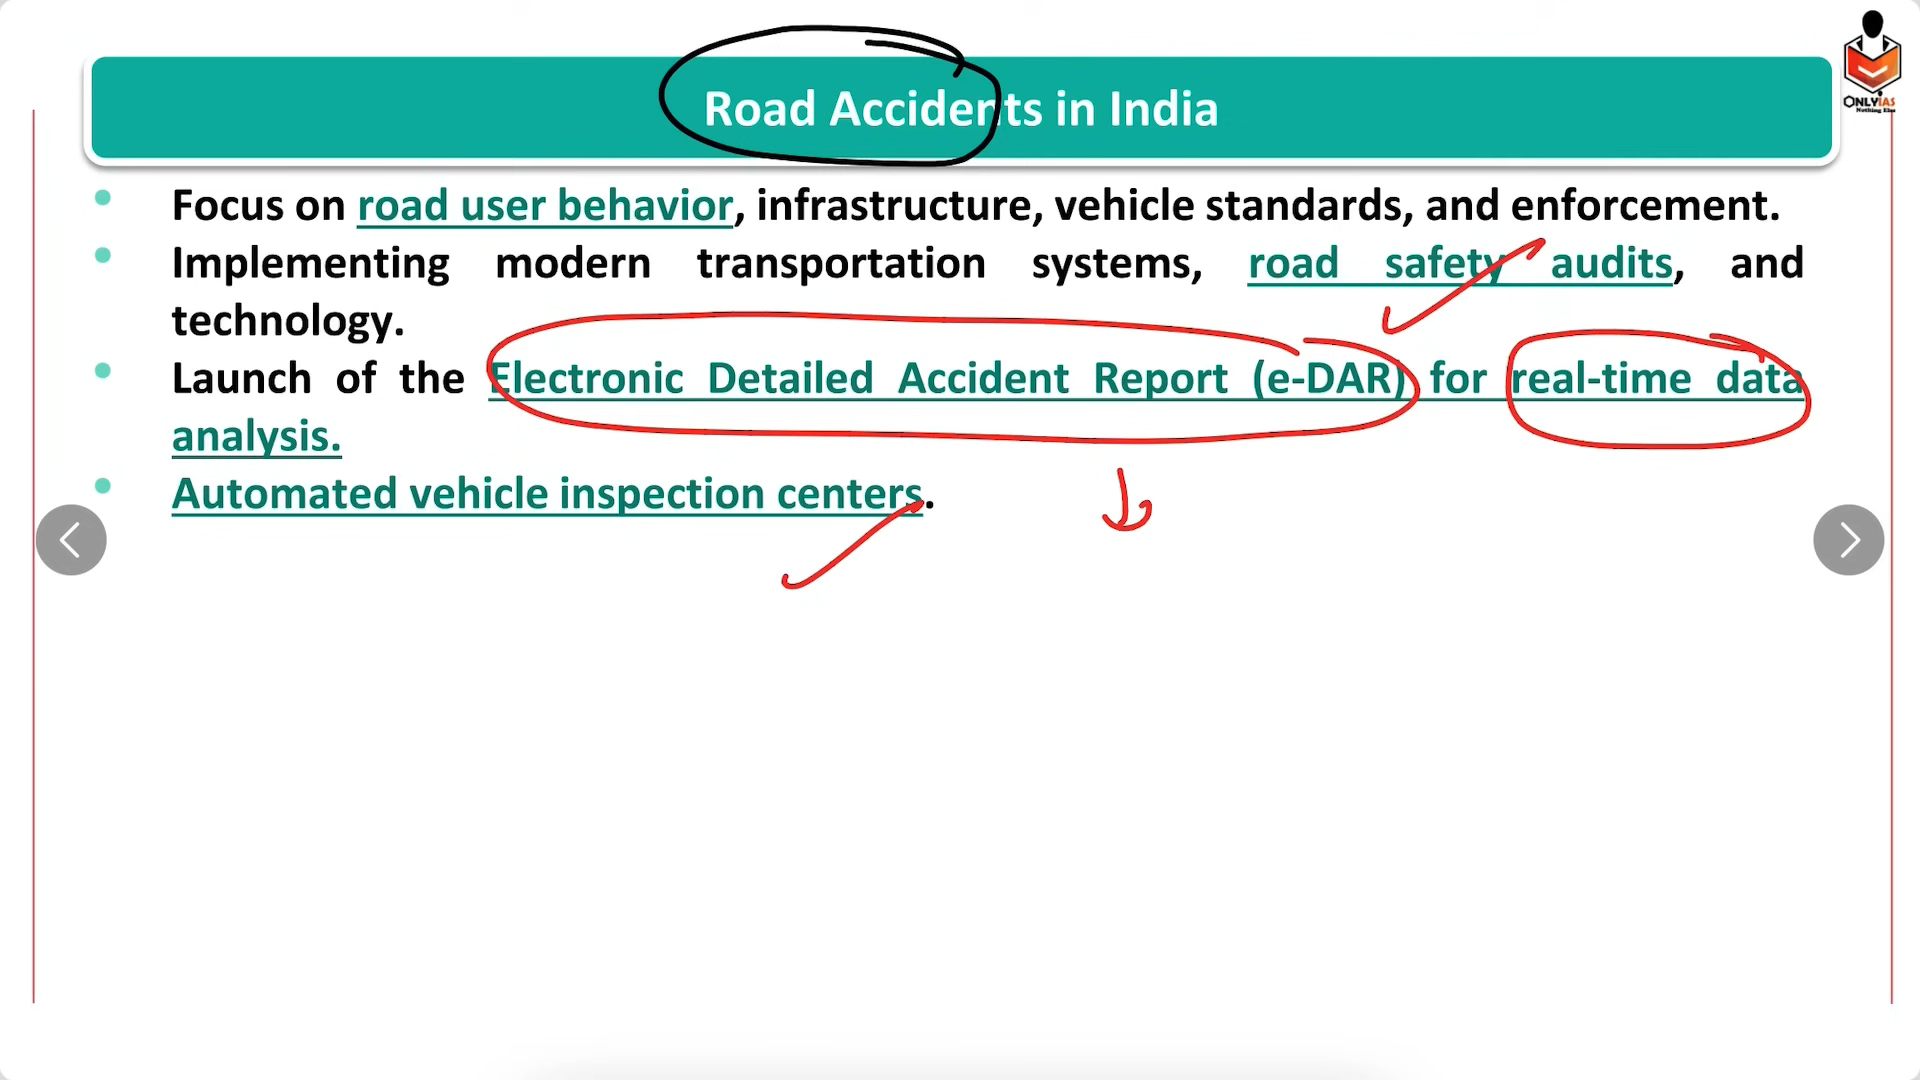 Road Accidents in India
ONLYIAS
Nothing Else
Focus on road user behavior, infrastructure, vehicle standards, and enforcement.
Implementing modern transportation systems, road safety audits, and
technology.
Launch of the Electronic Detailed Accident Report (e-DAR) for real-time data
analysis.
Automated vehicle inspection centers.